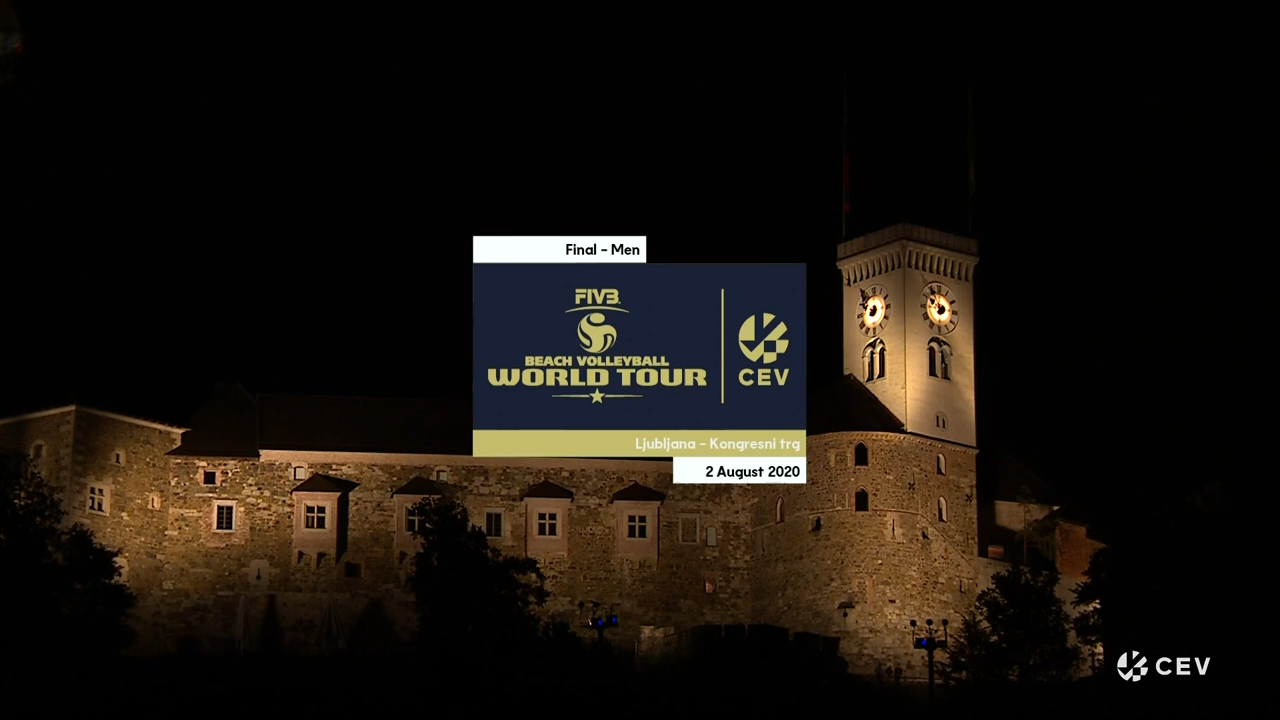 Final - Men
FIVB
BEACH VOLLEYBALL
WORLD TOUR
CEV
Ljubljana - Kongresni trg
2 August 2020
CEV